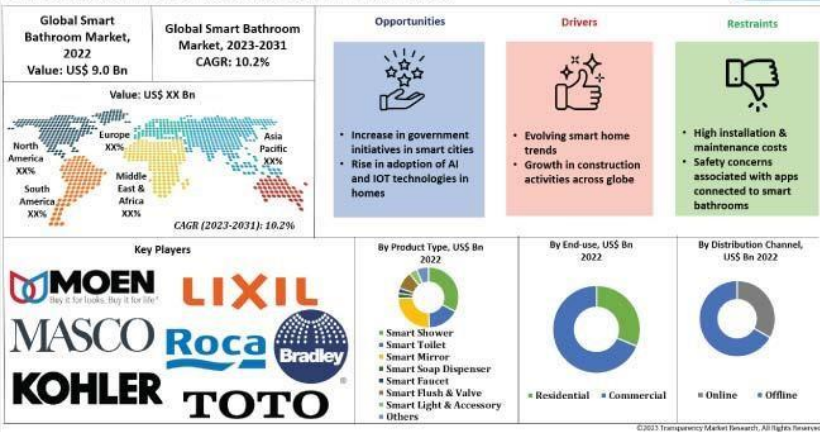 Global Smart
Bathroom Market,
2022
Value: US$ 9.0 Bn
Global Smart Bathroom
Market, 2023-2031
CAGR: 10.2%
Value: US$ XX Bn
North
America
XX%
Europe
XX%
Asia
Pacific
XX%
South
America
XX%
Middle
East &
Africa
XX%
CAGR (2023-2031): 10.2%
Opportunities
• Increase in government
initiatives in smart cities
• Rise in adoption of AI
and IOT technologies in
homes
Drivers
• Evolving smart home
trends
• Growth in construction
activities across globe
Restraints
• High installation &
maintenance costs
• Safety concerns
associated with apps
connected to smart
bathrooms
Key Players
MOEN
Buy it for looks. Buy it for life®
LIXIL
MASCO
Roca
Bradley
®
KOHLER
TOTO
By Product Type, US$ Bn
2022
Smart Shower
Smart Toilet
Smart Mirror
Smart Soap Dispenser
Smart Faucet
Smart Flush & Valve
Smart Light & Accessory
Others
By End-use, US$ Bn
2022
Residential Commercial
By Distribution Channel,
US$ Bn 2022
Online Offline
©2023 Transparency Market Research, All Rights Reserved